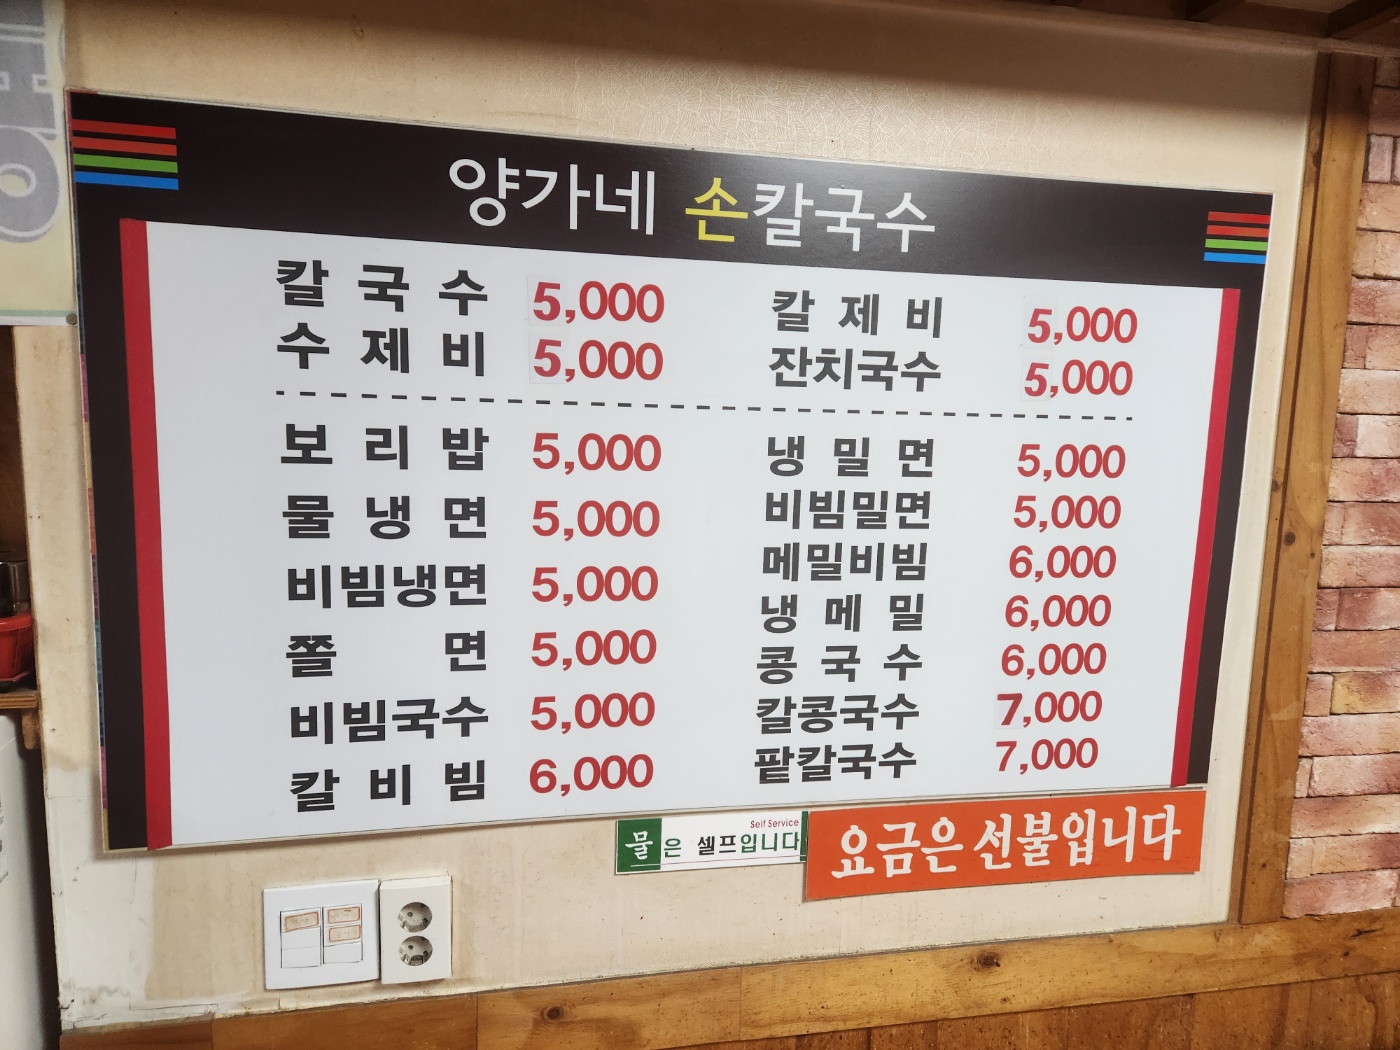 양가네 손칼국수
칼국수 5,000
수제비 5,000
칼제비 5,000
잔치국수 5,000
보리밥 5,000
물냉면 5,000
비빔냉면 5,000
쫄면 5,000
비빔국수 5,000
칼비빔 6,000
냉밀면 5,000
비빔밀면 5,000
메밀비빔 6,000
냉메밀 6,000
콩국수 6,000
칼콩국수 7,000
팥칼국수 7,000
Self Service
물은 셀프입니다
요금은 선불입니다